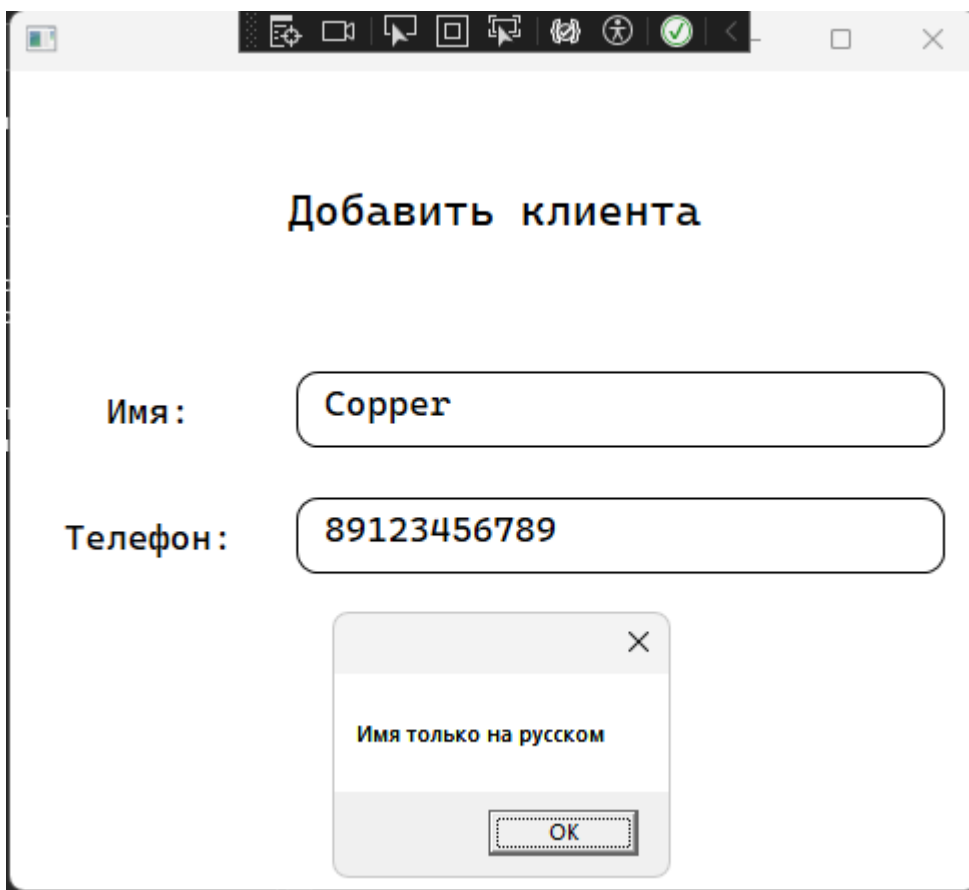 Добавить клиента
Имя:
Copper
Телефон:
89123456789
Имя только на русском
OK